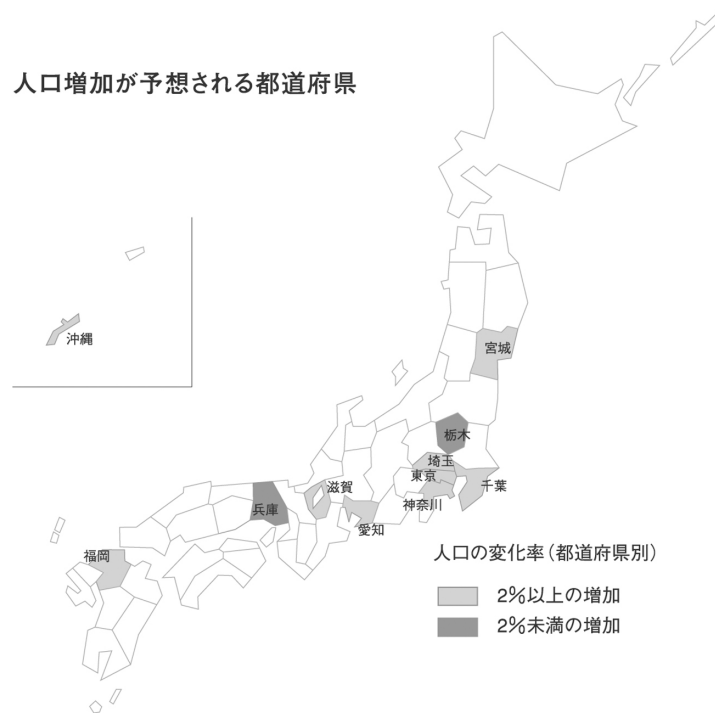 人口増加が予想される都道府県
沖縄
宮城
栃木
埼玉
東京
千葉
神奈川
滋賀
愛知
兵庫
福岡
人口の変化率（都道府県別）
2%以上の増加
2%未満の増加